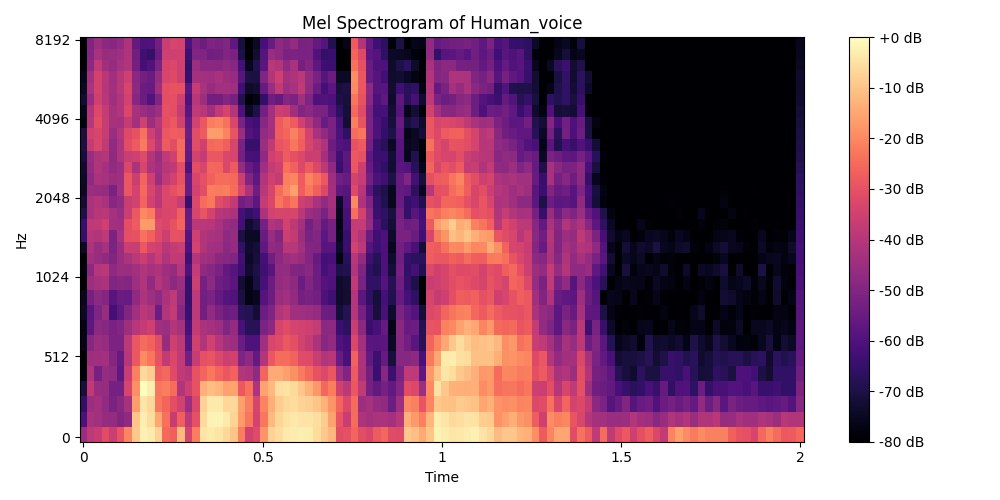 Mel Spectrogram of Human_voice
8192
4096
2048
1024
512
0
Hz
0
0.5
1
1.5
2
Time
+0 dB
-10 dB
-20 dB
-30 dB
-40 dB
-50 dB
-60 dB
-70 dB
-80 dB